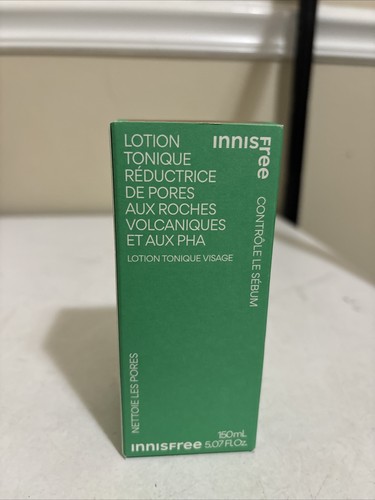 LOTION
TONIQUE
RÉDUCTRICE
DE PORES
AUX ROCHES
VOLCANIQUES
ET AUX PHA
LOTION TONIQUE VISAGE
innisfree
CONTRÔLE LE SÉBUM
NETTOIE LES PORES
innisfree
150mL
5.07 Fl.Oz.